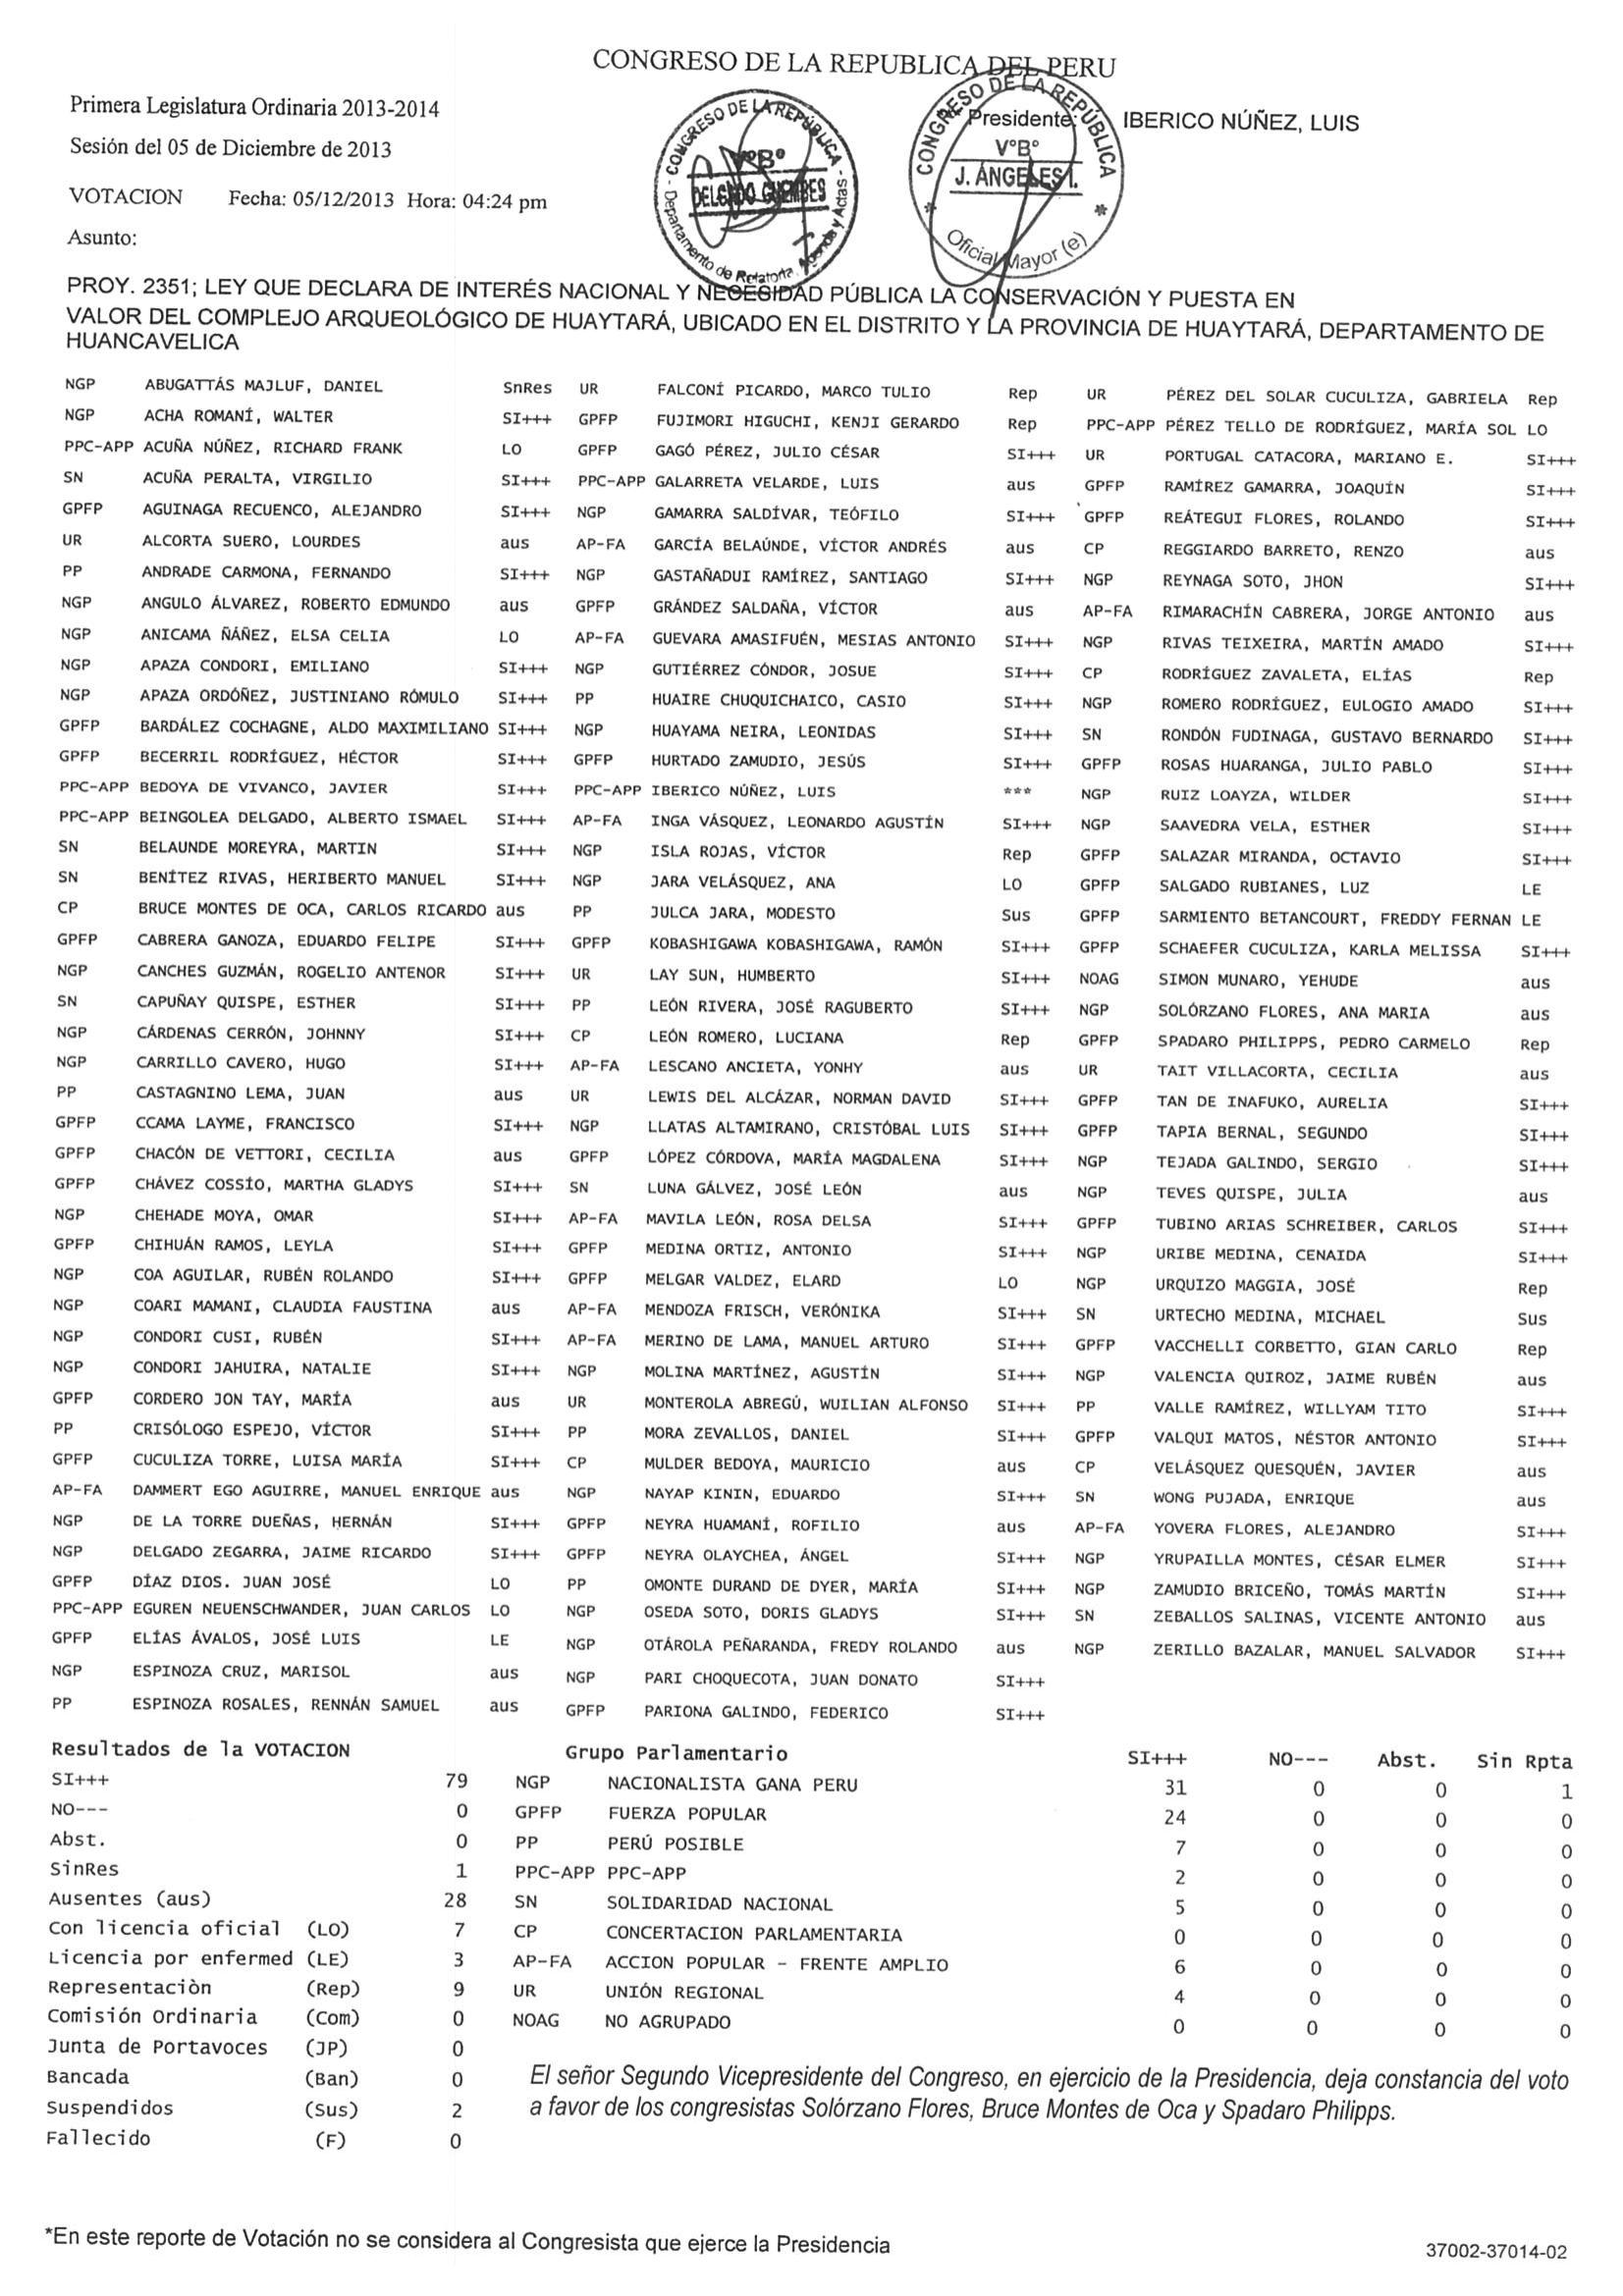 CONGRESO DE LA REPUBLICA DEL PERU
Primera Legislatura Ordinaria 2013-2014
Presidente: IBERICO NÚÑEZ, LUIS
Sesión del 05 de Diciembre de 2013
VOTACION Fecha: 05/12/2013 Hora: 04:24 pm
Asunto:
CONGRESO DE LA REPÚBLICA
V°B°
DELGADO GUEMBES
Departamento de Relatoría, Agenda y Actas
CONGRESO DE LA REPÚBLICA
V°B°
J. ÁNGELES I.
Oficial Mayor (e)
PROY. 2351; LEY QUE DECLARA DE INTERÉS NACIONAL Y NECESIDAD PÚBLICA LA CONSERVACIÓN Y PUESTA EN
VALOR DEL COMPLEJO ARQUEOLÓGICO DE HUAYTARÁ, UBICADO EN EL DISTRITO Y LA PROVINCIA DE HUAYTARÁ, DEPARTAMENTO DE
HUANCAVELICA
NGP ABUGATTÁS MAJLUF, DANIEL SnRes UR FALCONÍ PICARDO, MARCO TULIO Rep UR PÉREZ DEL SOLAR CUCULIZA, GABRIELA Rep
NGP ACHA ROMANÍ, WALTER SI+++ GPFP FUJIMORI HIGUCHI, KENJI GERARDO Rep PPC-APP PÉREZ TELLO DE RODRÍGUEZ, MARÍA SOL LO
PPC-APP ACUÑA NÚÑEZ, RICHARD FRANK LO GPFP GAGÓ PÉREZ, JULIO CÉSAR SI+++ UR PORTUGAL CATACORA, MARIANO E. SI+++
SN ACUÑA PERALTA, VIRGILIO SI+++ PPC-APP GALARRETA VELARDE, LUIS aus GPFP RAMÍREZ GAMARRA, JOAQUÍN SI+++
GPFP AGUINAGA RECUENCO, ALEJANDRO SI+++ NGP GAMARRA SALDÍVAR, TEÓFILO SI+++ GPFP REÁTEGUI FLORES, ROLANDO SI+++
UR ALCORTA SUERO, LOURDES aus AP-FA GARCÍA BELAÚNDE, VÍCTOR ANDRÉS aus CP REGGIARDO BARRETO, RENZO aus
PP ANDRADE CARMONA, FERNANDO SI+++ NGP GASTAÑADUI RAMÍREZ, SANTIAGO SI+++ NGP REYNAGA SOTO, JHON SI+++
NGP ANGULO ÁLVAREZ, ROBERTO EDMUNDO aus GPFP GRÁNDEZ SALDAÑA, VÍCTOR aus AP-FA RIMARACHÍN CABRERA, JORGE ANTONIO aus
NGP ANICAMA ÑÁÑEZ, ELSA CELIA LO AP-FA GUEVARA AMASIFUÉN, MESIAS ANTONIO SI+++ NGP RIVAS TEIXEIRA, MARTÍN AMADO SI+++
NGP APAZA CONDORI, EMILIANO SI+++ NGP GUTIÉRREZ CÓNDOR, JOSUE SI+++ CP RODRÍGUEZ ZAVALETA, ELÍAS Rep
NGP APAZA ORDÓÑEZ, JUSTINIANO RÓMULO SI+++ PP HUAIRE CHUQUICHAICO, CASIO SI+++ NGP ROMERO RODRÍGUEZ, EULOGIO AMADO SI+++
GPFP BARDÁLEZ COCHAGNE, ALDO MAXIMILIANO SI+++ NGP HUAYAMA NEIRA, LEONIDAS SI+++ SN RONDÓN FUDINAGA, GUSTAVO BERNARDO SI+++
GPFP BECERRIL RODRÍGUEZ, HÉCTOR SI+++ GPFP HURTADO ZAMUDIO, JESÚS SI+++ GPFP ROSAS HUARANGA, JULIO PABLO SI+++
PPC-APP BEDOYA DE VIVANCO, JAVIER SI+++ PPC-APP IBERICO NÚÑEZ, LUIS *** NGP RUIZ LOAYZA, WILDER SI+++
PPC-APP BEINGOLEA DELGADO, ALBERTO ISMAEL SI+++ AP-FA INGA VÁSQUEZ, LEONARDO AGUSTÍN SI+++ NGP SAAVEDRA VELA, ESTHER SI+++
SN BELAUNDE MOREYRA, MARTIN SI+++ NGP ISLA ROJAS, VÍCTOR Rep GPFP SALAZAR MIRANDA, OCTAVIO SI+++
SN BENÍTEZ RIVAS, HERIBERTO MANUEL SI+++ NGP JARA VELÁSQUEZ, ANA LO GPFP SALGADO RUBIANES, LUZ LE
CP BRUCE MONTES DE OCA, CARLOS RICARDO aus PP JULCA JARA, MODESTO Sus GPFP SARMIENTO BETANCOURT, FREDDY FERNAN LE
GPFP CABRERA GANOZA, EDUARDO FELIPE SI+++ GPFP KOBASHIGAWA KOBASHIGAWA, RAMÓN SI+++ GPFP SCHAEFER CUCULIZA, KARLA MELISSA SI+++
NGP CANCHES GUZMÁN, ROGELIO ANTENOR SI+++ UR LAY SUN, HUMBERTO SI+++ NOAG SIMON MUNARO, YEHUDE aus
SN CAPUÑAY QUISPE, ESTHER SI+++ PP LEÓN RIVERA, JOSÉ RAGUBERTO SI+++ NGP SOLÓRZANO FLORES, ANA MARIA aus
NGP CÁRDENAS CERRÓN, JOHNNY SI+++ CP LEÓN ROMERO, LUCIANA Rep GPFP SPADARO PHILIPPS, PEDRO CARMELO Rep
NGP CARRILLO CAVERO, HUGO SI+++ AP-FA LESCANO ANCIETA, YONHY aus UR TAIT VILLACORTA, CECILIA aus
PP CASTAGNINO LEMA, JUAN aus UR LEWIS DEL ALCÁZAR, NORMAN DAVID SI+++ GPFP TAN DE INAFUKO, AURELIA SI+++
GPFP CCAMA LAYME, FRANCISCO SI+++ NGP LLATAS ALTAMIRANO, CRISTÓBAL LUIS SI+++ GPFP TAPIA BERNAL, SEGUNDO SI+++
GPFP CHACÓN DE VETTORI, CECILIA aus GPFP LÓPEZ CÓRDOVA, MARÍA MAGDALENA SI+++ NGP TEJADA GALINDO, SERGIO SI+++
GPFP CHÁVEZ COSSÍO, MARTHA GLADYS SI+++ SN LUNA GÁLVEZ, JOSÉ LEÓN aus NGP TEVES QUISPE, JULIA aus
NGP CHEHADE MOYA, OMAR SI+++ AP-FA MAVILA LEÓN, ROSA DELSA SI+++ GPFP TUBINO ARIAS SCHREIBER, CARLOS SI+++
GPFP CHIHUÁN RAMOS, LEYLA SI+++ GPFP MEDINA ORTIZ, ANTONIO SI+++ NGP URIBE MEDINA, CENAIDA SI+++
NGP COA AGUILAR, RUBÉN ROLANDO SI+++ GPFP MELGAR VALDEZ, ELARD LO NGP URQUIZO MAGGIA, JOSÉ Rep
NGP COARI MAMANI, CLAUDIA FAUSTINA aus AP-FA MENDOZA FRISCH, VERÓNIKA SI+++ SN URTECHO MEDINA, MICHAEL Sus
NGP CONDORI CUSI, RUBÉN SI+++ AP-FA MERINO DE LAMA, MANUEL ARTURO SI+++ GPFP VACCHELLI CORBETTO, GIAN CARLO Rep
NGP CONDORI JAHUIRA, NATALIE SI+++ NGP MOLINA MARTÍNEZ, AGUSTÍN SI+++ NGP VALENCIA QUIROZ, JAIME RUBÉN aus
GPFP CORDERO JON TAY, MARÍA aus UR MONTEROLA ABREGÚ, WUILIAN ALFONSO SI+++ PP VALLE RAMÍREZ, WILLYAM TITO SI+++
PP CRISÓLOGO ESPEJO, VÍCTOR SI+++ PP MORA ZEVALLOS, DANIEL SI+++ GPFP VALQUI MATOS, NÉSTOR ANTONIO SI+++
GPFP CUCULIZA TORRE, LUISA MARÍA SI+++ CP MULDER BEDOYA, MAURICIO aus CP VELÁSQUEZ QUESQUÉN, JAVIER aus
AP-FA DAMMERT EGO AGUIRRE, MANUEL ENRIQUE aus NGP NAYAP KININ, EDUARDO SI+++ SN WONG PUJADA, ENRIQUE aus
NGP DE LA TORRE DUEÑAS, HERNÁN SI+++ GPFP NEYRA HUAMANÍ, ROFILIO aus AP-FA YOVERA FLORES, ALEJANDRO SI+++
NGP DELGADO ZEGARRA, JAIME RICARDO SI+++ GPFP NEYRA OLAYCHEA, ÁNGEL SI+++ NGP YRUPAILLA MONTES, CÉSAR ELMER SI+++
GPFP DÍAZ DIOS. JUAN JOSÉ LO PP OMONTE DURAND DE DYER, MARÍA SI+++ NGP ZAMUDIO BRICEÑO, TOMÁS MARTÍN SI+++
PPC-APP EGUREN NEUENSCHWANDER, JUAN CARLOS LO NGP OSEDA SOTO, DORIS GLADYS SI+++ SN ZEBALLOS SALINAS, VICENTE ANTONIO aus
GPFP ELÍAS ÁVALOS, JOSÉ LUIS LE NGP OTÁROLA PEÑARANDA, FREDY ROLANDO aus NGP ZERILLO BAZALAR, MANUEL SALVADOR SI+++
NGP ESPINOZA CRUZ, MARISOL aus NGP PARI CHOQUECOTA, JUAN DONATO SI+++
PP ESPINOZA ROSALES, RENNÁN SAMUEL aus GPFP PARIONA GALINDO, FEDERICO SI+++
Resultados de la VOTACION Grupo Parlamentario SI+++ NO--- Abst. Sin Rpta
SI+++ 79 NGP NACIONALISTA GANA PERU 31 0 0 1
NO--- 0 GPFP FUERZA POPULAR 24 0 0 0
Abst. 0 PP PERÚ POSIBLE 7 0 0 0
SinRes 1 PPC-APP PPC-APP 2 0 0 0
Ausentes (aus) 28 SN SOLIDARIDAD NACIONAL 5 0 0 0
Con licencia oficial (LO) 7 CP CONCERTACION PARLAMENTARIA 0 0 0 0
Licencia por enfermed (LE) 3 AP-FA ACCION POPULAR - FRENTE AMPLIO 6 0 0 0
Representaciòn (Rep) 9 UR UNIÓN REGIONAL 4 0 0 0
Comisión Ordinaria (Com) 0 NOAG NO AGRUPADO 0 0 0 0
Junta de Portavoces (JP) 0
Bancada (Ban) 0
Suspendidos (Sus) 2
Fallecido (F) 0
El señor Segundo Vicepresidente del Congreso, en ejercicio de la Presidencia, deja constancia del voto
a favor de los congresistas Solórzano Flores, Bruce Montes de Oca y Spadaro Philipps.
*En este reporte de Votación no se considera al Congresista que ejerce la Presidencia
37002-37014-02